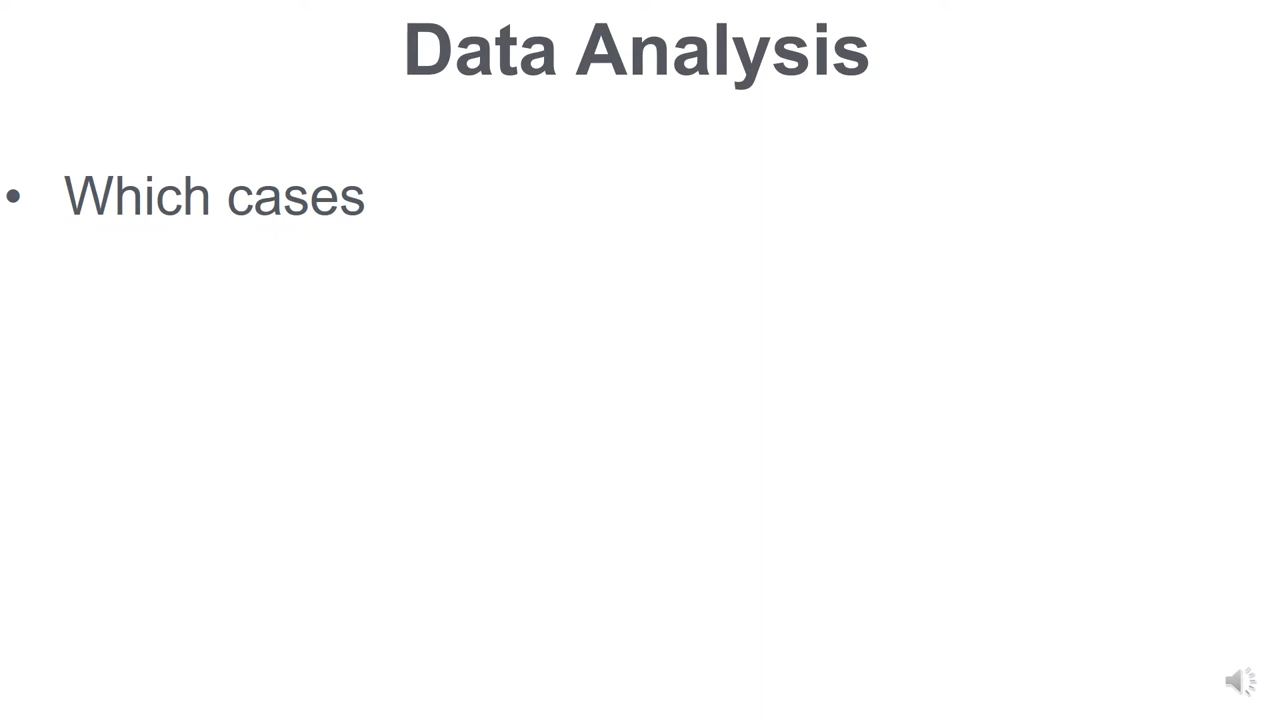 Data Analysis
• Which cases